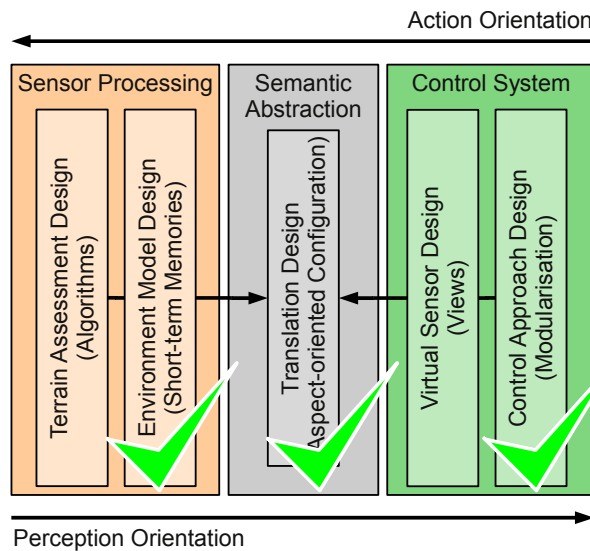 Action Orientation
Sensor Processing
Semantic
Abstraction
Control System
Terrain Assessment Design
(Algorithms)
Environment Model Design
(Short-term Memories)
Translation Design
Aspect-oriented Configuration)
Virtual Sensor Design
(Views)
Control Approach Design
(Modularisation)
Perception Orientation